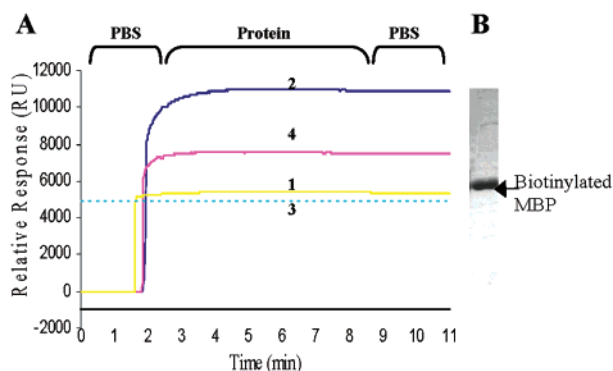 A
B
PBS
Protein
PBS
Relative Response (RU)
12000
10000
8000
6000
4000
2000
0
-2000
2
4
1
3
0 1 2 3 4 5 6 7 8 9 10 11
Time (min)
Biotinylated
MBP